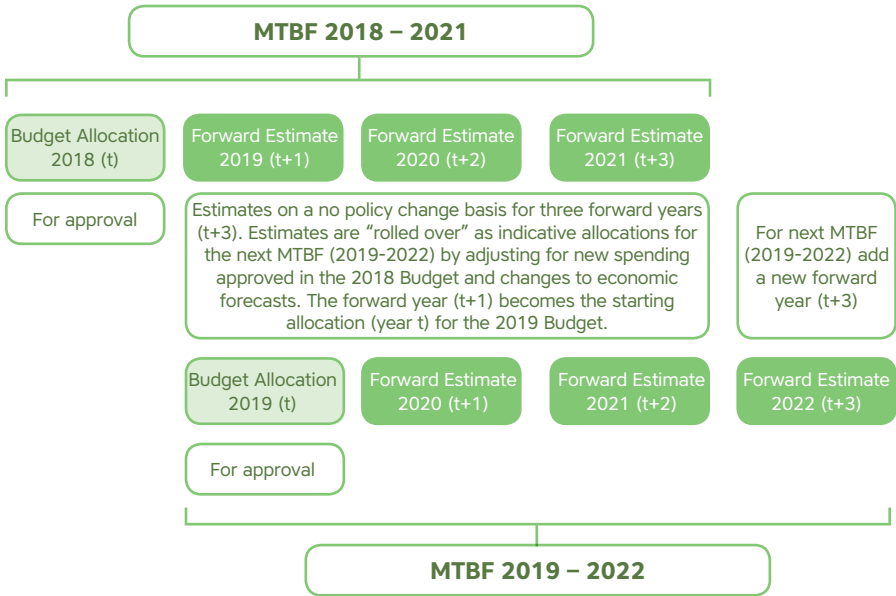 MTBF 2018 – 2021
Budget Allocation
2018 (t)
Forward Estimate
2019 (t+1)
Forward Estimate
2020 (t+2)
Forward Estimate
2021 (t+3)
For approval
Estimates on a no policy change basis for three forward years
(t+3). Estimates are “rolled over” as indicative allocations for
the next MTBF (2019-2022) by adjusting for new spending
approved in the 2018 Budget and changes to economic
forecasts. The forward year (t+1) becomes the starting
allocation (year t) for the 2019 Budget.
For next MTBF
(2019-2022) add
a new forward
year (t+3)
Budget Allocation
2019 (t)
Forward Estimate
2020 (t+1)
Forward Estimate
2021 (t+2)
Forward Estimate
2022 (t+3)
For approval
MTBF 2019 – 2022